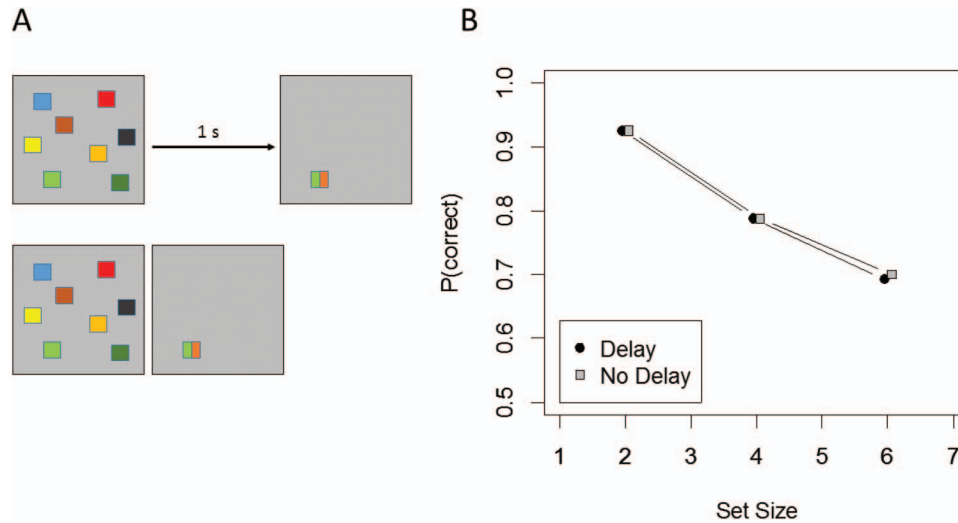 A
B
1 s
P(correct)
1.0
0.9
0.8
0.7
0.6
0.5
Delay
No Delay
1 2 3 4 5 6 7
Set Size